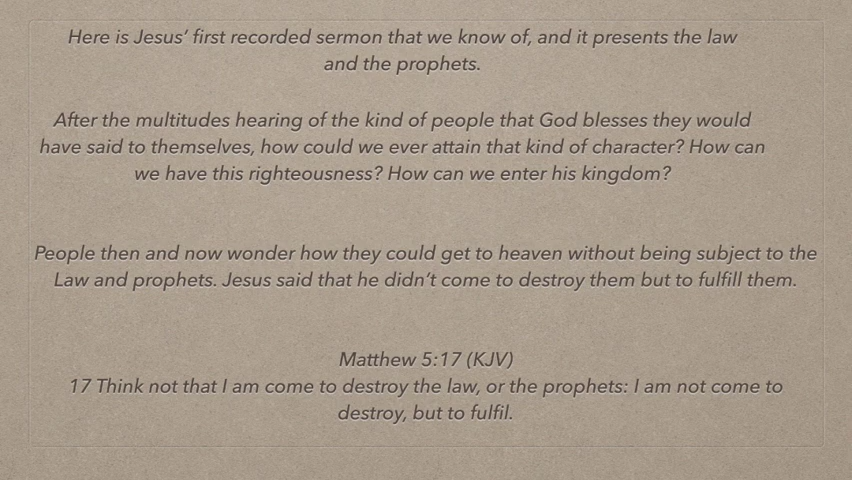 Here is Jesus’ first recorded sermon that we know of, and it presents the law
and the prophets.
After the multitudes hearing of the kind of people that God blesses they would
have said to themselves, how could we ever attain that kind of character? How can
we have this righteousness? How can we enter his kingdom?
People then and now wonder how they could get to heaven without being subject to the
Law and prophets. Jesus said that he didn’t come to destroy them but to fulfill them.
Matthew 5:17 (KJV)
17 Think not that I am come to destroy the law, or the prophets: I am not come to
destroy, but to fulfil.